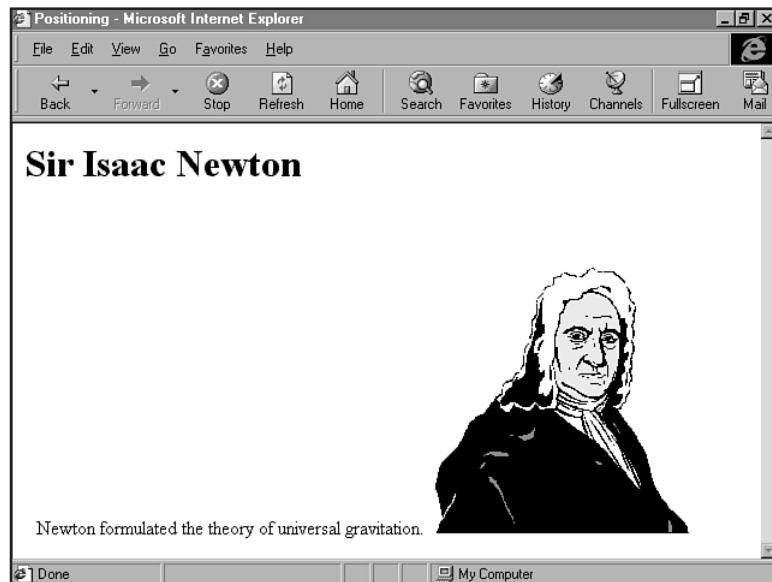 Positioning - Microsoft Internet Explorer
File Edit View Go Favorites Help
Back Forward Stop Refresh Home Search Favorites History Channels Fullscreen Mail
Sir Isaac Newton
Newton formulated the theory of universal gravitation.
Done My Computer